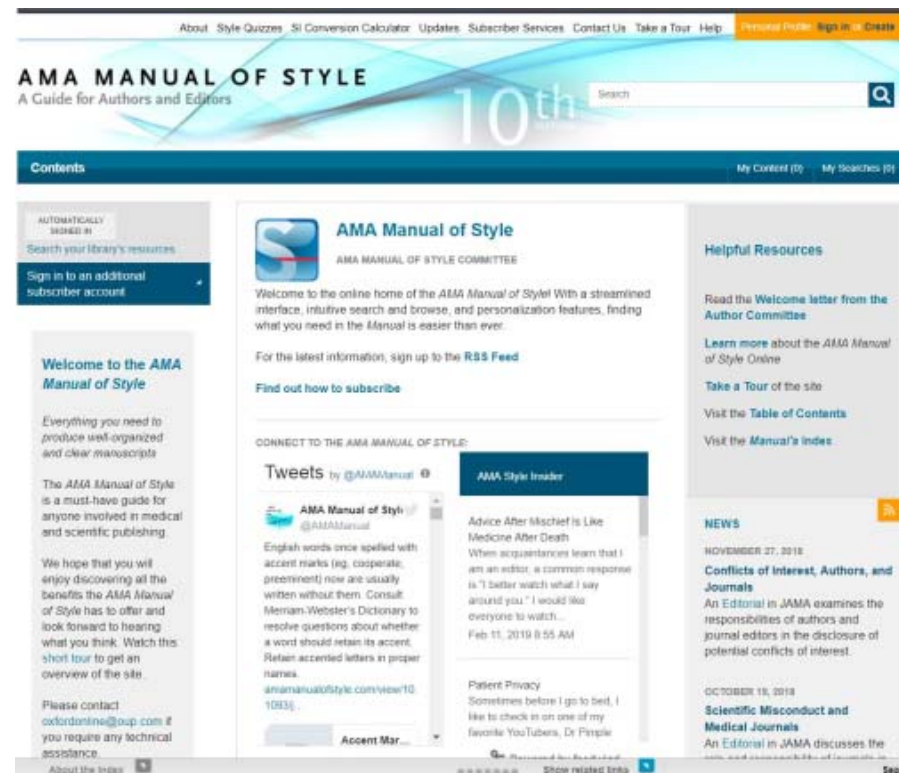 About Style Quizzes SI Conversion Calculator Updates Subscriber Services Contact Us Take a Tour Help
Personal Profile: Sign in or Create
AMA MANUAL OF STYLE
A Guide for Authors and Editors
10th
Search
Contents
My Content (0) My Searches (0)
AUTOMATICALLY
SIGNED IN
Search your library's resources
Sign in to an additional
subscriber account
Welcome to the AMA
Manual of Style
Everything you need to
produce well-organized
and clear manuscripts
The AMA Manual of Style
is a must-have guide for
anyone involved in medical
and scientific publishing.
We hope that you will
enjoy discovering all the
benefits the AMA Manual
of Style has to offer and
look forward to hearing
what you think. Watch this
short tour to get an
overview of the site.
Please contact
oxfordonline@oup.com if
you require any technical
assistance.
AMA Manual of Style
AMA MANUAL OF STYLE COMMITTEE
Welcome to the online home of the AMA Manual of Style! With a streamlined
interface, intuitive search and browse, and personalization features, finding
what you need in the Manual is easier than ever.
For the latest information, sign up to the RSS Feed
Find out how to subscribe
CONNECT TO THE AMA MANUAL OF STYLE:
Tweets by @AMAManual
AMA Manual of Style
@AMAManual
English words once spelled with
accent marks (eg, cooperate,
preeminent) now are usually
written without them. Consult
Merriam-Webster's Dictionary to
resolve questions about whether
a word should retain its accent.
Retain accented letters in proper
names.
amamanualofstyle.com/view/10.
1093/j...
Accent Mar...
AMA Style Insider
Advice After Mischief Is Like
Medicine After Death
When acquaintances learn that I
am an editor, a common response
is "I better watch what I say
around you." I would like
everyone to watch...
Feb 11, 2019 8:55 AM
Patient Privacy
Sometimes before I go to bed, I
like to check in on one of my
favorite YouTubers, Dr Pimple
Helpful Resources
Read the Welcome letter from the
Author Committee
Learn more about the AMA Manual
of Style Online
Take a Tour of the site
Visit the Table of Contents
Visit the Manual's Index
NEWS
NOVEMBER 27, 2018
Conflicts of Interest, Authors, and
Journals
An Editorial in JAMA examines the
responsibilities of authors and
journal editors in the disclosure of
potential conflicts of interest.
OCTOBER 19, 2018
Scientific Misconduct and
Medical Journals
An Editorial in JAMA discusses the
About the Index
Show related links